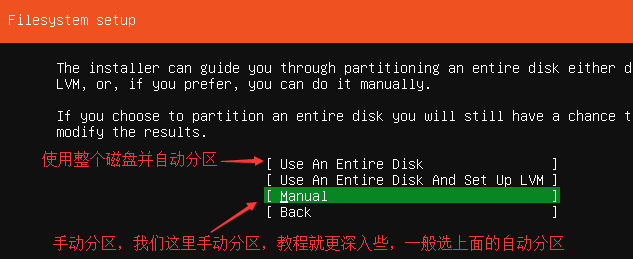 Filesystem setup
The installer can guide you through partitioning an entire disk either d
LVM, or, if you prefer, you can do it manually.
If you choose to partition an entire disk you will still have a chance t
modify the results.
使用整个磁盘并自动分区
[ Use An Entire Disk ]
[ Use An Entire Disk And Set Up LVM ]
[ Manual ]
[ Back ]
手动分区，我们这里手动分区，教程就更深入些，一般选上面的自动分区